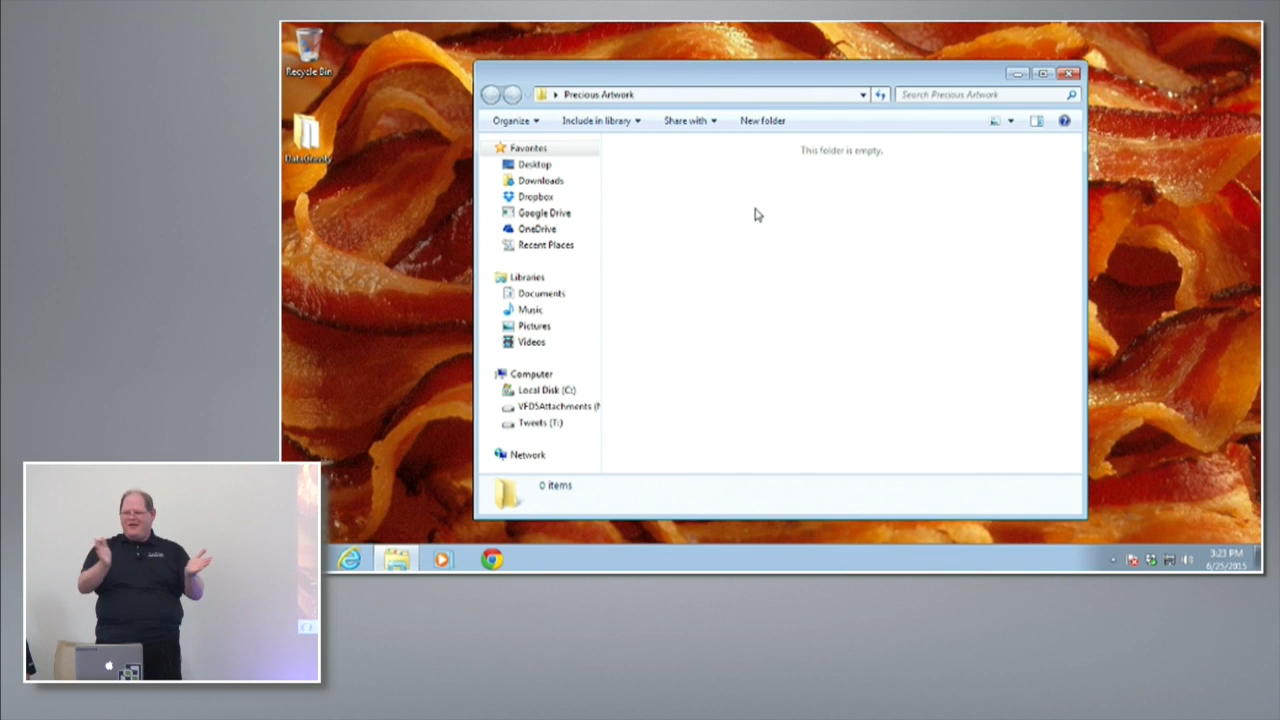 Recycle Bin
Precious Artwork
Search Precious Artwork
Organize
Include in library
Share with
New folder
This folder is empty.
Favorites
Desktop
Downloads
Dropbox
Google Drive
OneDrive
Recent Places
Libraries
Documents
Music
Pictures
Videos
Computer
Local Disk (C:)
VFDSAttachments (
Tweets (T:)
Network
0 items
3:23 PM
6/25/2015